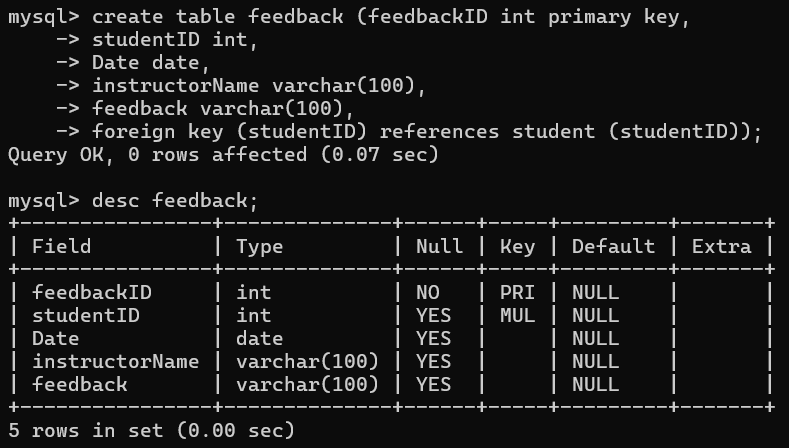 mysql> create table feedback (feedbackID int primary key,
    -> studentID int,
    -> Date date,
    -> instructorName varchar(100),
    -> feedback varchar(100),
    -> foreign key (studentID) references student (studentID));
Query OK, 0 rows affected (0.07 sec)

mysql> desc feedback;
+----------------+--------------+------+-----+---------+-------+
| Field          | Type         | Null | Key | Default | Extra |
+----------------+--------------+------+-----+---------+-------+
| feedbackID     | int          | NO   | PRI | NULL    |       |
| studentID      | int          | YES  | MUL | NULL    |       |
| Date           | date         | YES  |     | NULL    |       |
| instructorName | varchar(100) | YES  |     | NULL    |       |
| feedback       | varchar(100) | YES  |     | NULL    |       |
+----------------+--------------+------+-----+---------+-------+
5 rows in set (0.00 sec)